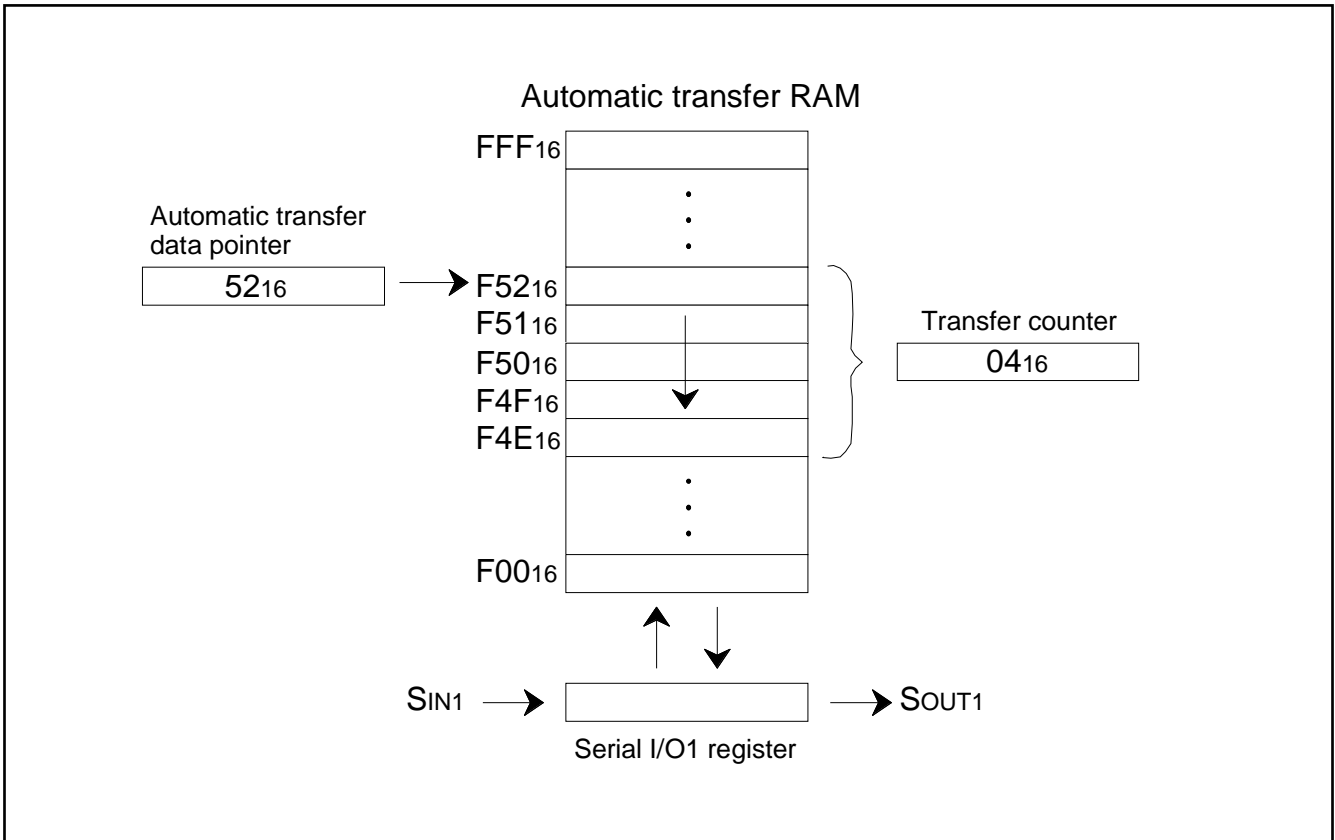 Automatic transfer RAM
FFF16
Automatic transfer
data pointer
5216
F5216
F5116
F5016
F4F16
F4E16
Transfer counter
0416
F0016
SIN1
SOUT1
Serial I/O1 register